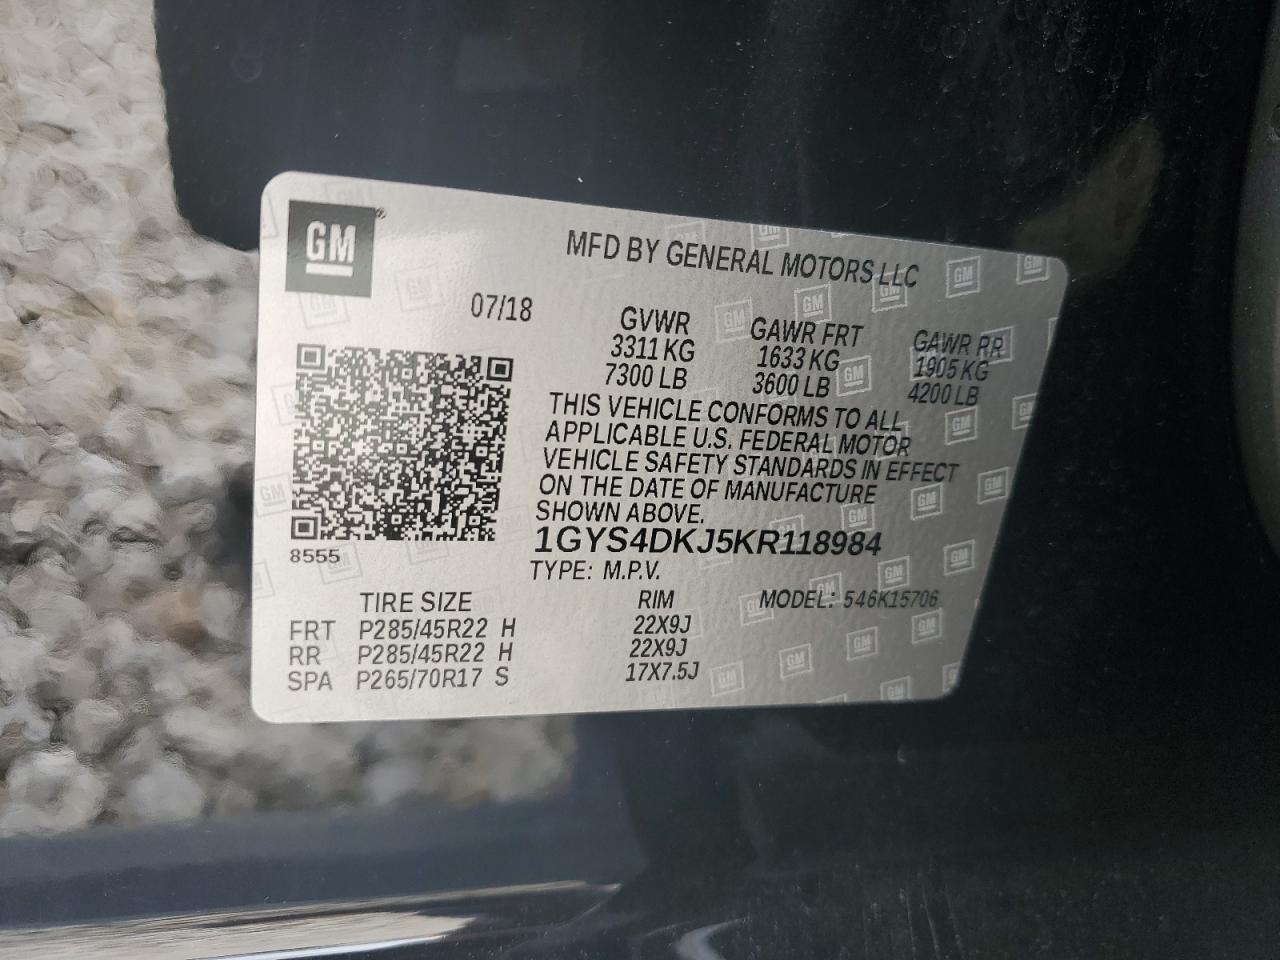 GM®
MFD BY GENERAL MOTORS LLC
07/18
GVWR GAWR FRT GAWR RR
3311 KG 1633 KG 1905 KG
7300 LB 3600 LB 4200 LB
THIS VEHICLE CONFORMS TO ALL
APPLICABLE U.S. FEDERAL MOTOR
VEHICLE SAFETY STANDARDS IN EFFECT
ON THE DATE OF MANUFACTURE
SHOWN ABOVE.
1GYS4DKJ5KR118984
8555
TYPE: M.P.V.
TIRE SIZE RIM MODEL: 546K15706
FRT P285/45R22 H 22X9J
RR P285/45R22 H 22X9J
SPA P265/70R17 S 17X7.5J